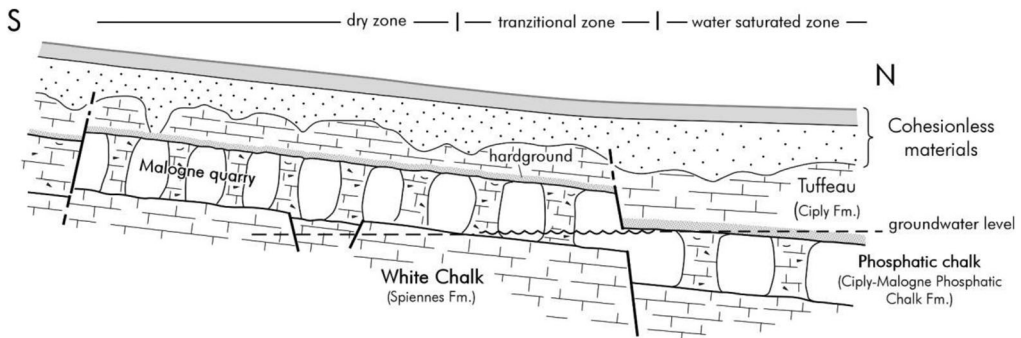 S
dry zone
tranzitional zone
water saturated zone
N
Cohesionless
materials
hardground
Malogne quarry
Tuffeau
(Ciply Fm.)
groundwater level
White Chalk
(Spiennes Fm.)
Phosphatic chalk
(Ciply-Malogne Phosphatic
Chalk Fm.)